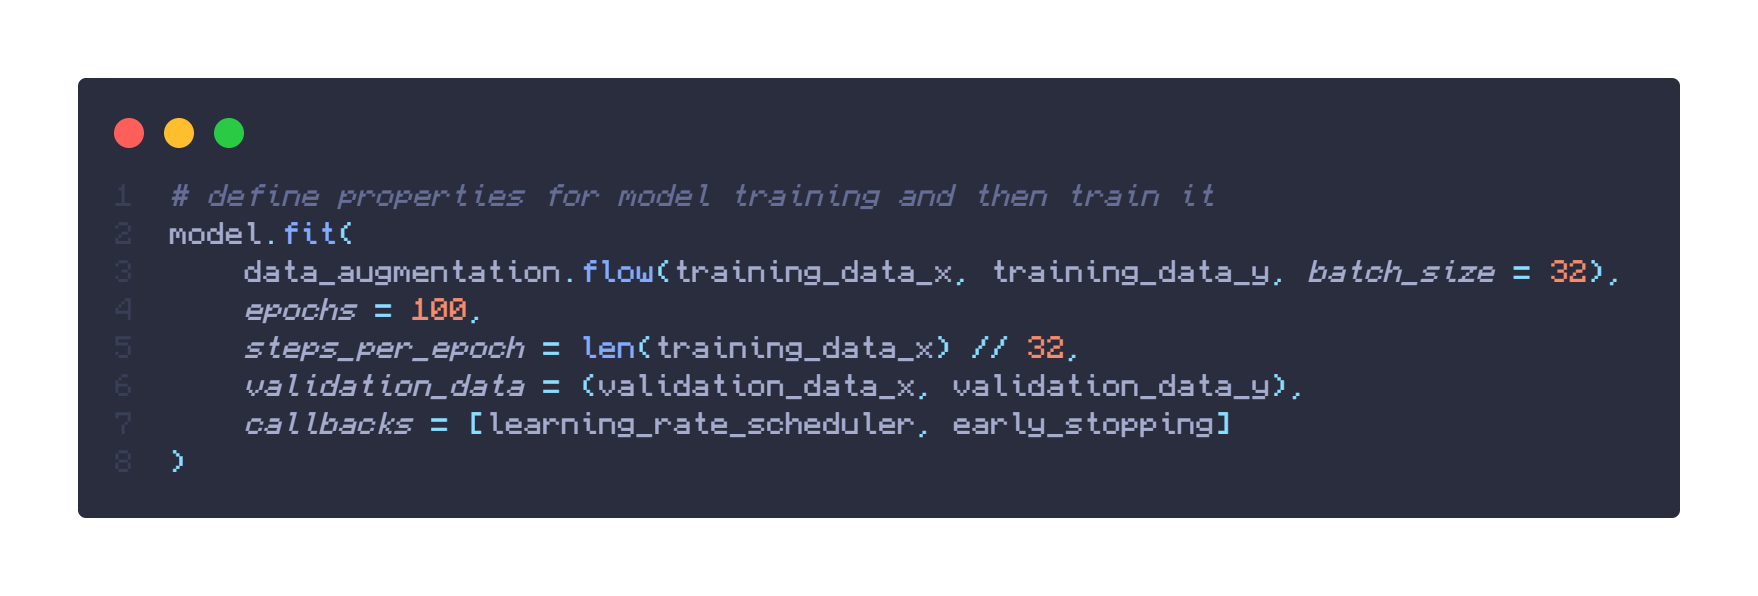 1 # define properties for model training and then train it
2 model.fit(
3     data_augmentation.flow(training_data_x, training_data_y, batch_size = 32),
4     epochs = 100,
5     steps_per_epoch = len(training_data_x) // 32,
6     validation_data = (validation_data_x, validation_data_y),
7     callbacks = [learning_rate_scheduler, early_stopping]
8 )